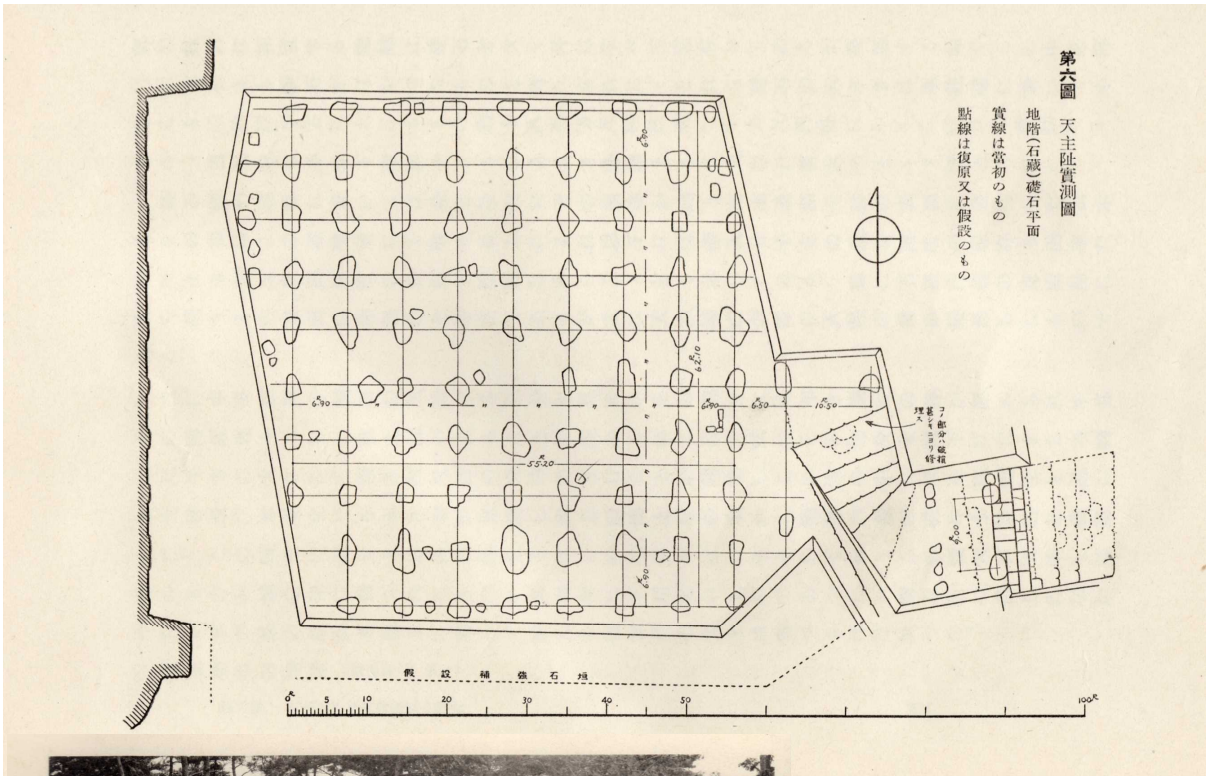 第六圖　天主阯實測圖
地階(石藏)礎石平面
實線は當初のもの
點線は復原又は假設のもの
6.90
〃
〃
〃
62.10
〃
〃
6.90
6.90
〃
〃
〃
〃
〃
〃
6.90
6.50
10.50
55.20
コノ部分ハ破損
甚シキニヨリ修
理ス
9.00
假設補強石垣
0R
5
10
20
30
40
50
100R